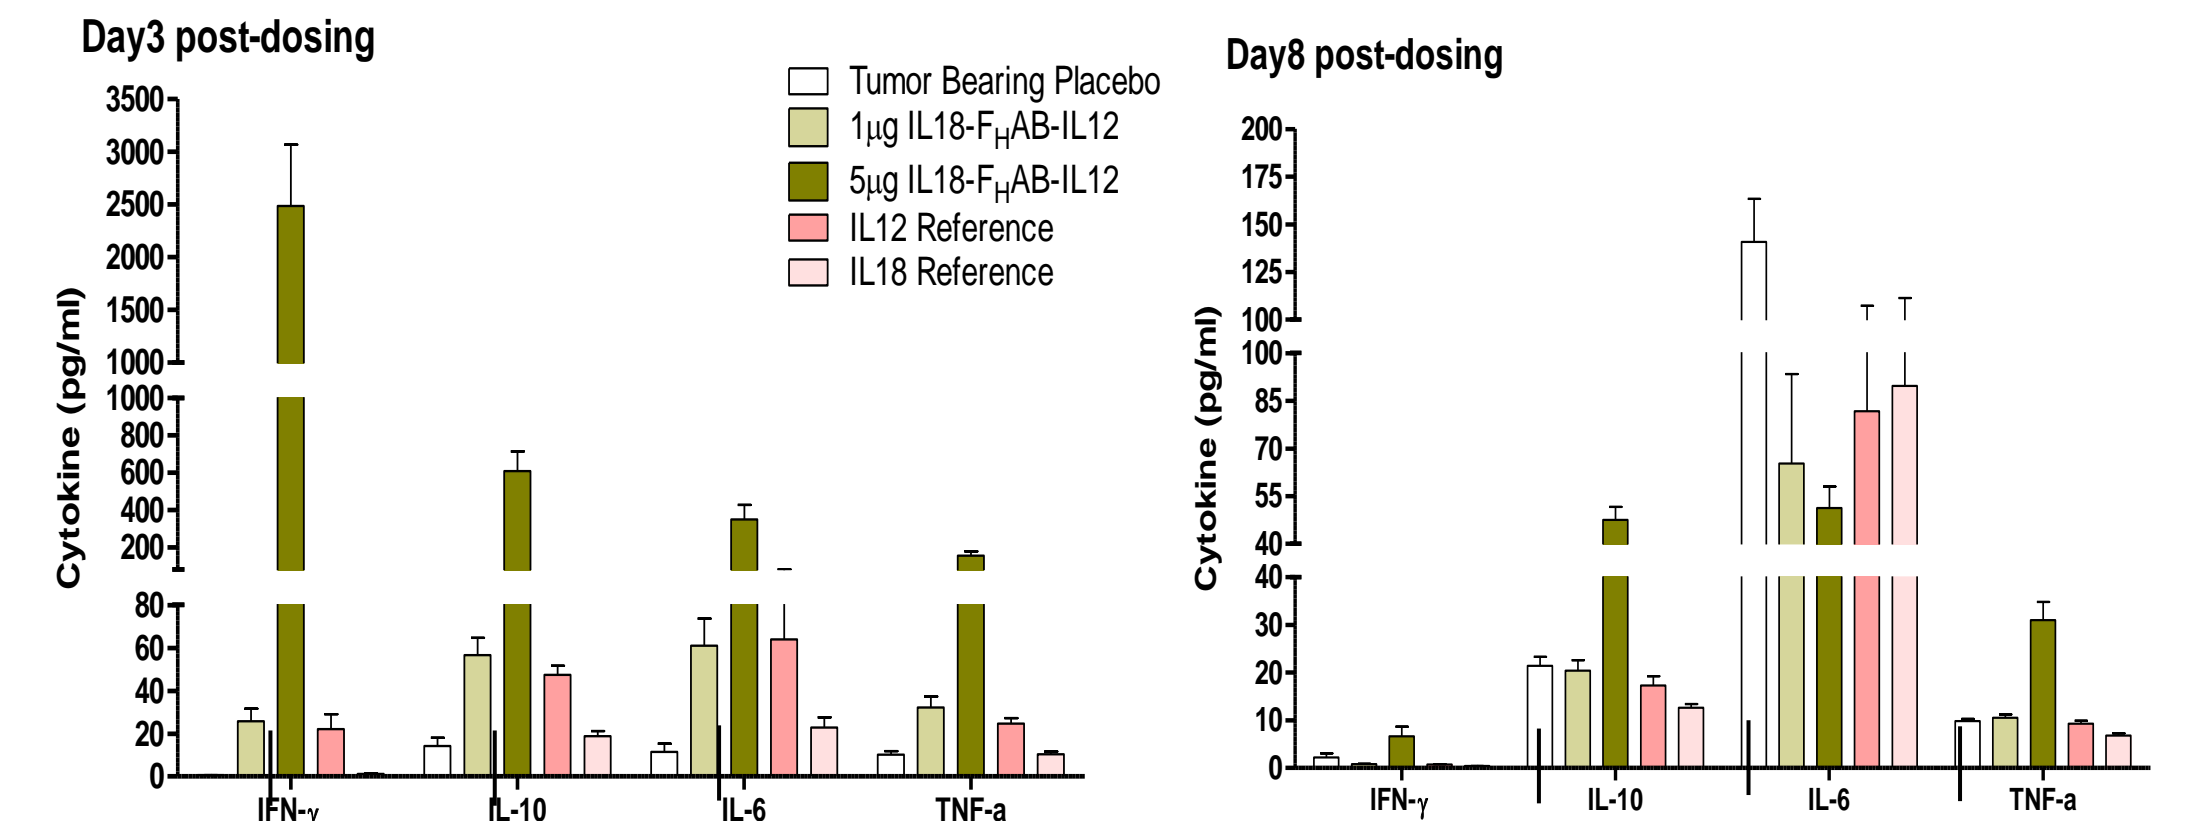 Day3 post-dosing
Day8 post-dosing
Tumor Bearing Placebo
1μg IL18-FHAB-IL12
5μg IL18-FHAB-IL12
IL12 Reference
IL18 Reference
Cytokine (pg/ml)
3500
3000
2500
2000
1500
1000
1000
800
600
400
200
80
60
40
20
0
IFN-γ
IL-10
IL-6
TNF-a
Cytokine (pg/ml)
200
175
150
125
100
100
85
70
55
40
40
30
20
10
0
IFN-γ
IL-10
IL-6
TNF-a